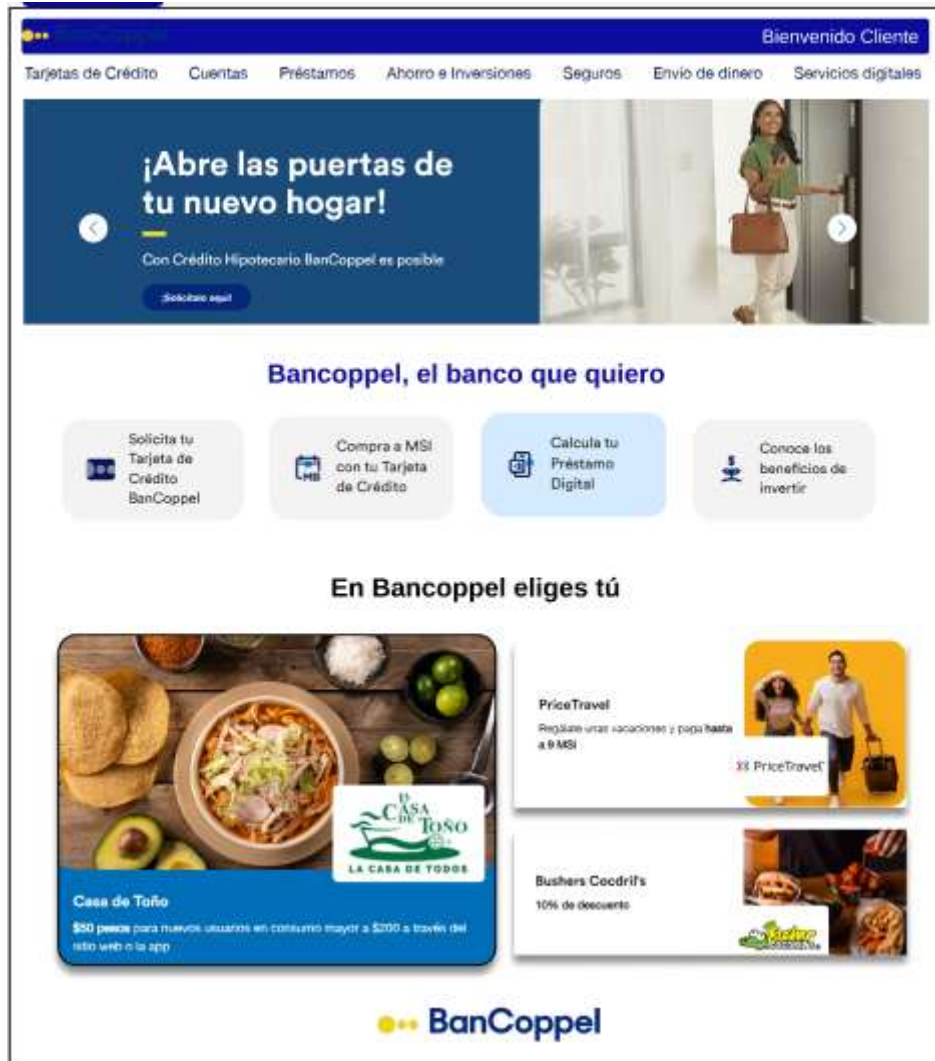 BanCoppel
Bienvenido Cliente
Tarjetas de Crédito Cuentas Préstamos Ahorro e Inversiones Seguros Envío de dinero Servicios digitales
¡Abre las puertas de
tu nuevo hogar!
Con Crédito Hipotecario BanCoppel es posible
¡Solicítalo aquí!
Bancoppel, el banco que quiero
Solicita tu
Tarjeta de
Crédito
BanCoppel
Compra a MSI
con tu Tarjeta
de Crédito
Calcula tu
Préstamo
Digital
Conoce los
beneficios de
invertir
En Bancoppel eliges tú
LA CASA DE TOÑO
LA CASA DE TODOS
Casa de Toño
$50 pesos para nuevos usuarios en consumo mayor a $200 a través del
sitio web o la app
PriceTravel
Regálate unas vacaciones y paga hasta
a 9 MSI
PriceTravel
Bushers Cocdril's
10% de descuento
BanCoppel